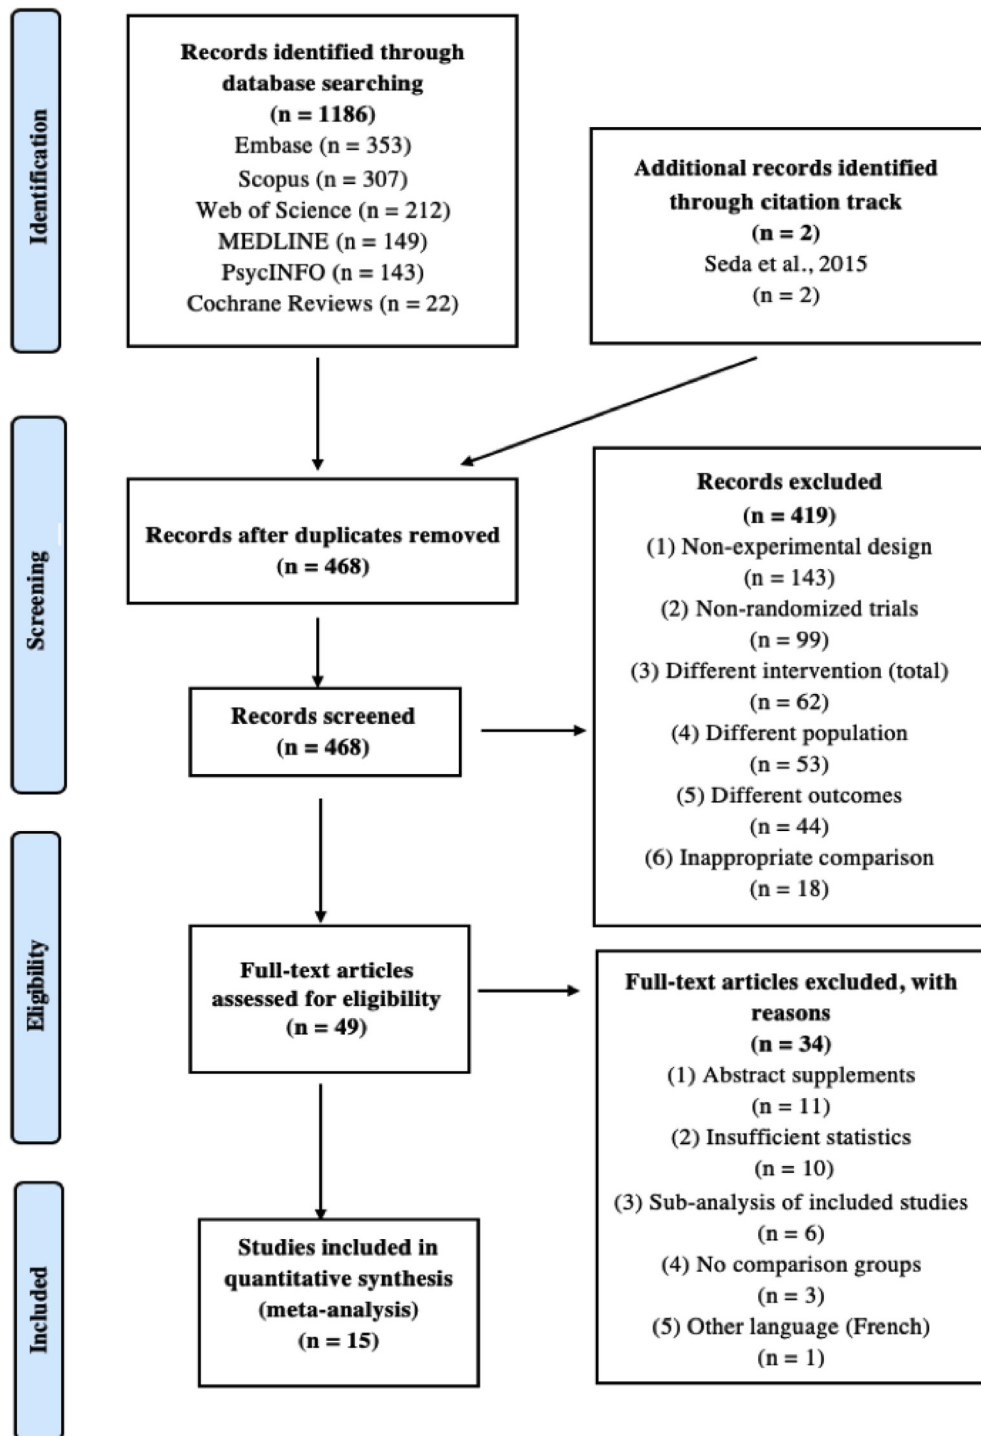 Identification
Records identified through
database searching
(n = 1186)
Embase (n = 353)
Scopus (n = 307)
Web of Science (n = 212)
MEDLINE (n = 149)
PsycINFO (n = 143)
Cochrane Reviews (n = 22)
Additional records identified
through citation track
(n = 2)
Seda et al., 2015
(n = 2)
Screening
Records after duplicates removed
(n = 468)
Records screened
(n = 468)
Records excluded
(n = 419)
(1) Non-experimental design
(n = 143)
(2) Non-randomized trials
(n = 99)
(3) Different intervention (total)
(n = 62)
(4) Different population
(n = 53)
(5) Different outcomes
(n = 44)
(6) Inappropriate comparison
(n = 18)
Eligibility
Full-text articles
assessed for eligibility
(n = 49)
Full-text articles excluded, with
reasons
(n = 34)
(1) Abstract supplements
(n = 11)
(2) Insufficient statistics
(n = 10)
(3) Sub-analysis of included studies
(n = 6)
(4) No comparison groups
(n = 3)
(5) Other language (French)
(n = 1)
Included
Studies included in
quantitative synthesis
(meta-analysis)
(n = 15)